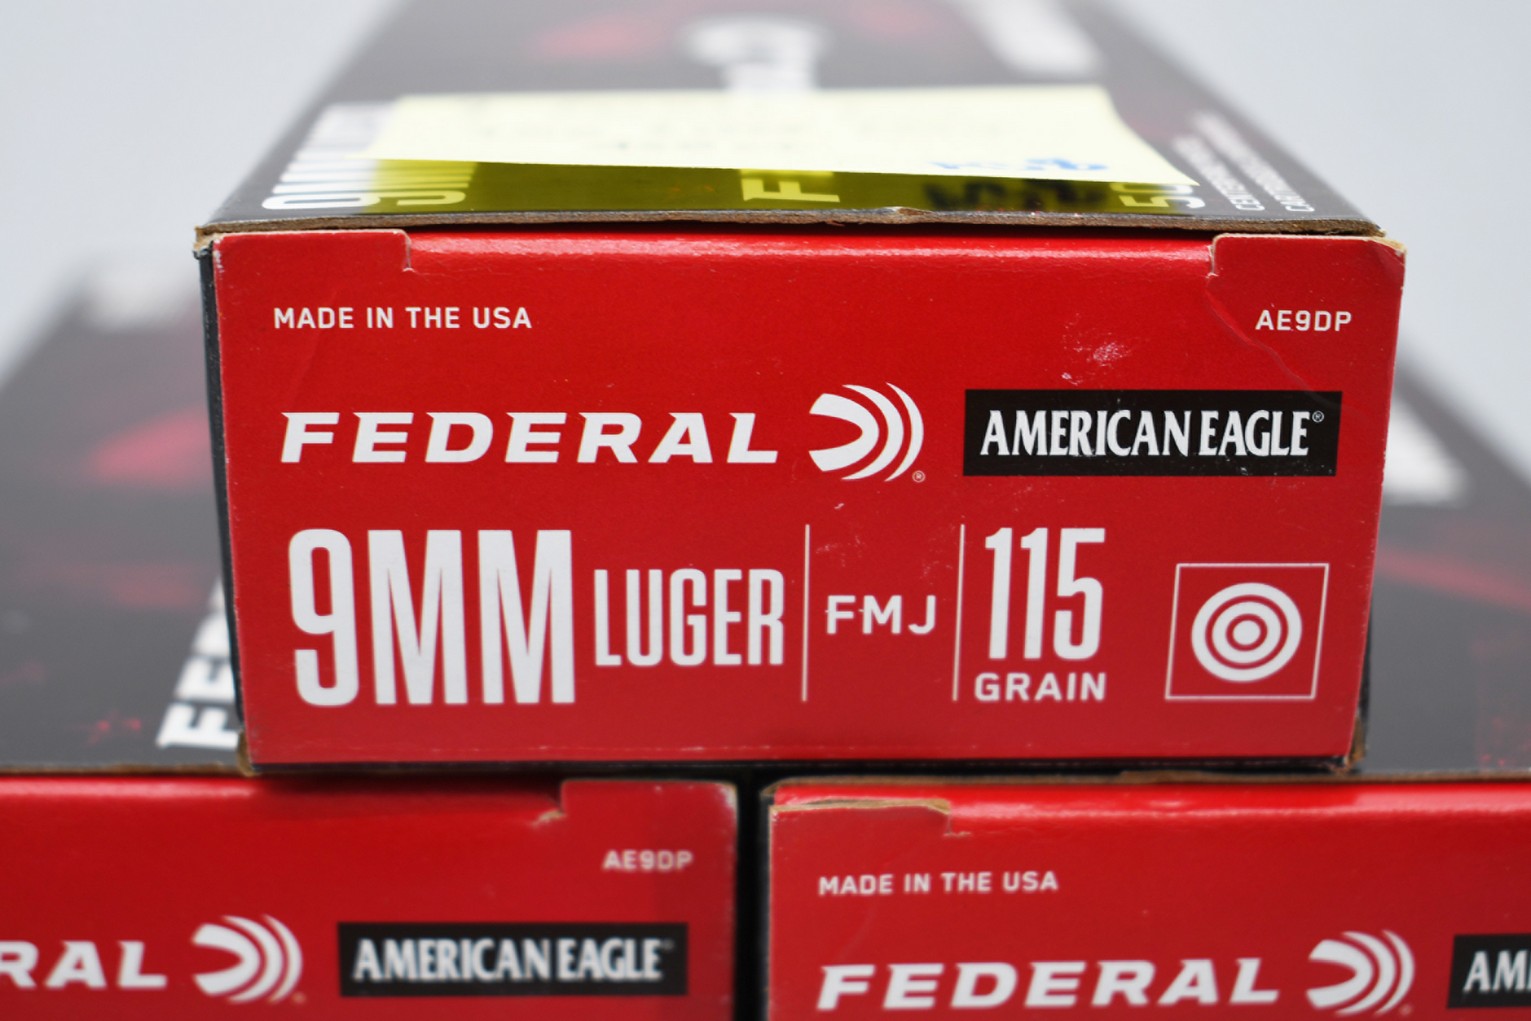 MADE IN THE USA
AE9DP
FEDERAL®
AMERICAN EAGLE®
9MM LUGER
FMJ
115
GRAIN
AE9DP
RAL
AMERICAN EAGLE
MADE IN THE USA
FEDERAL
AM